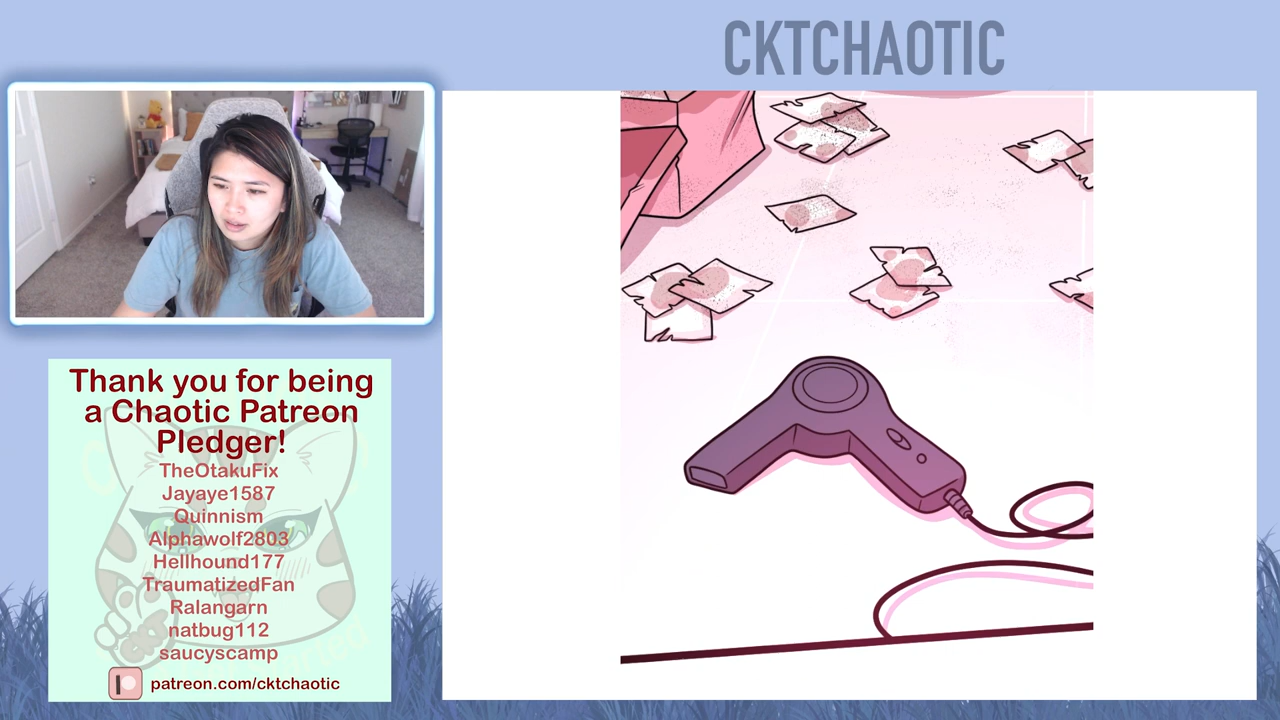 CKTCHAOTIC
Thank you for being
a Chaotic Patreon
Pledger!
TheOtakuFix
Jayaye1587
Quinnism
Alphawolf2803
Hellhound177
TraumatizedFan
Ralangarn
natbug112
saucyscamp
patreon.com/cktchaotic